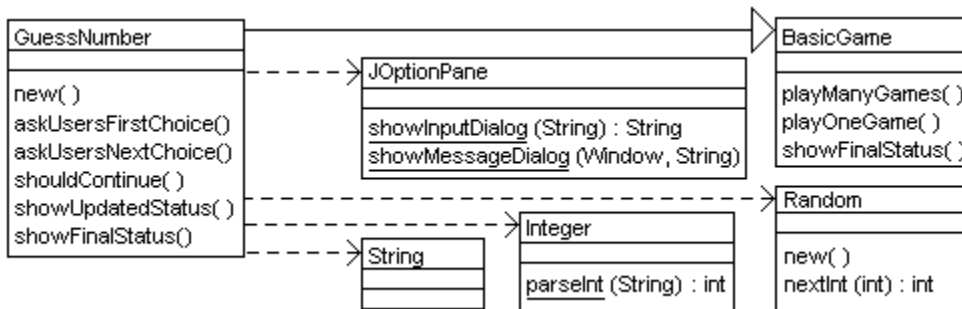 GuessNumber
new( )
askUsersFirstChoice()
askUsersNextChoice()
shouldContinue( )
showUpdatedStatus( )
showFinalStatus()
JOptionPane
showInputDialog (String) : String
showMessageDialog (Window, String)
BasicGame
playManyGames( )
playOneGame( )
showFinalStatus( )
String
Integer
parseInt (String) : int
Random
new( )
nextInt (int) : int